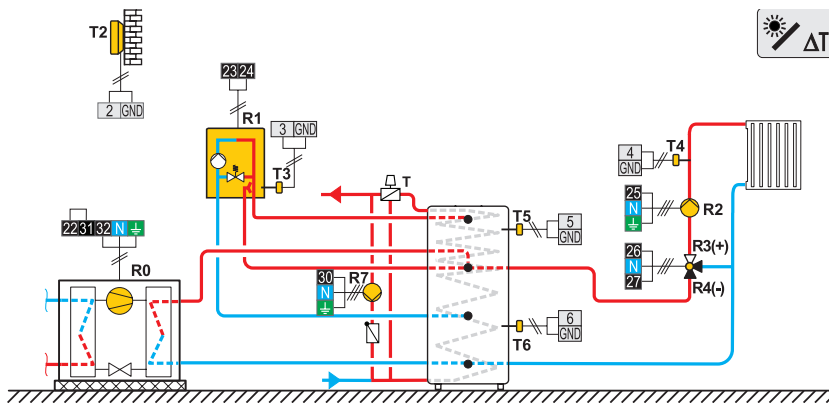 T2
ΔT
23 24
2 GND
R1
3 GND
T3
4
GND
T4
T
25
N
R2
T5
5
GND
22 31 32 N
R0
R3(+)
26
N
27
R4(-)
30
N
R7
6
GND
T6